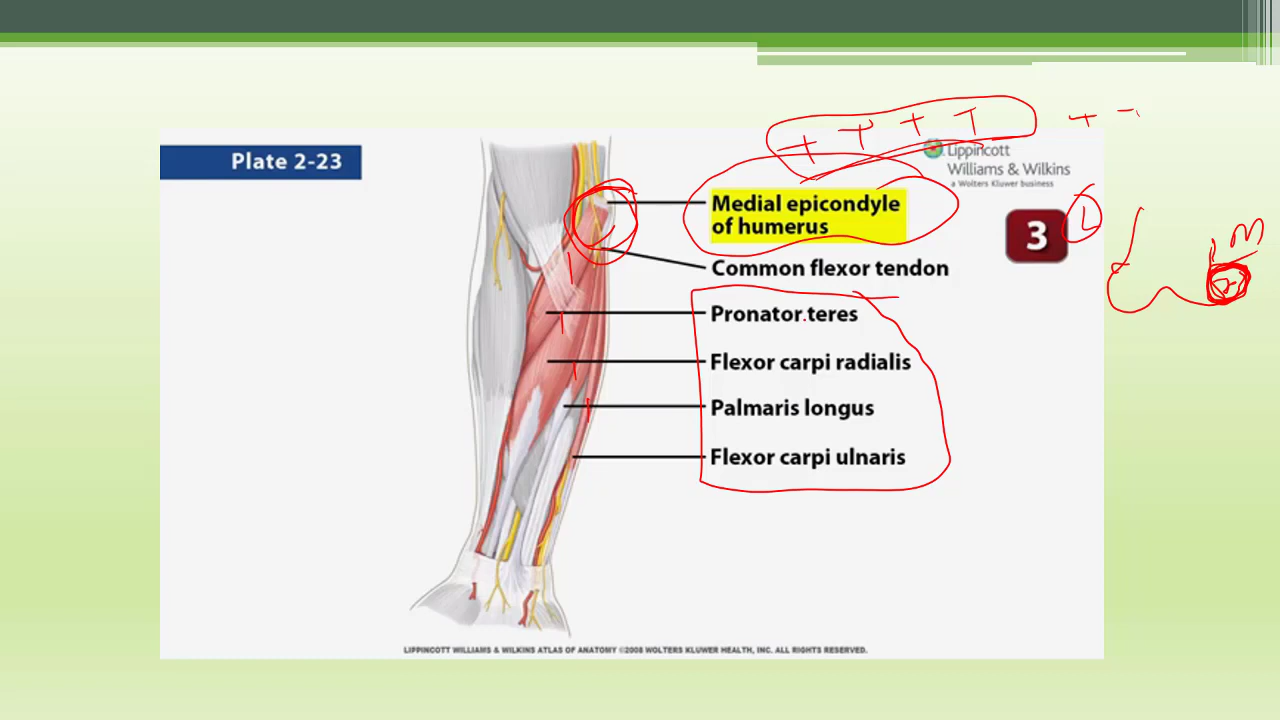 Plate 2-23
+ + + +
+ -
Lippincott
Williams & Wilkins
a Wolters Kluwer business
Medial epicondyle
of humerus
3
L
M
Common flexor tendon
Pronator teres
Flexor carpi radialis
Palmaris longus
Flexor carpi ulnaris
LIPPINCOTT WILLIAMS & WILKINS ATLAS OF ANATOMY ©2008 WOLTERS KLUWER HEALTH, INC. ALL RIGHTS RESERVED.